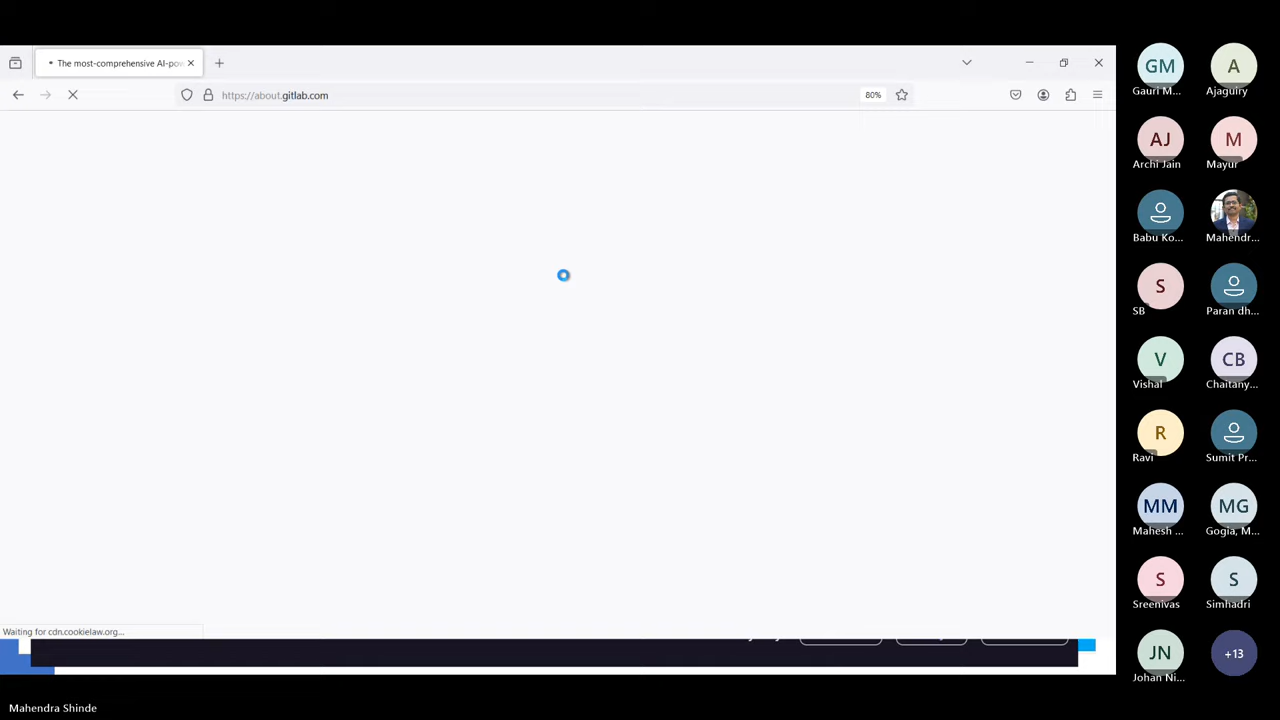 The most-comprehensive AI-pow
https://about.gitlab.com
80%
Waiting for cdn.cookielaw.org...
GM
Gauri M...
A
Ajaguiry
AJ
Archi Jain
M
Mayur
Babu Ko...
Mahendr...
S
SB
Paran dh...
V
Vishal
CB
Chaitany...
R
Ravi
Sumit Pr...
MM
Mahesh ...
MG
Gogia, M...
S
Sreenivas
S
Simhadri
JN
Johan Ni...
+13
Mahendra Shinde